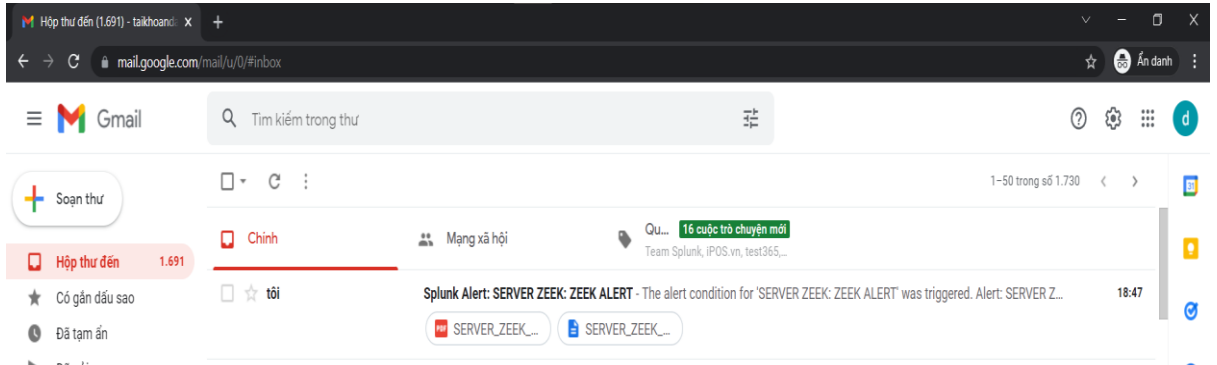 Hộp thư đến (1.691) - taikhoand
mail.google.com/mail/u/0/#inbox
Ẩn danh
Gmail
Tìm kiếm trong thư
d
Soạn thư
1–50 trong số 1.730
31
Chính
Mạng xã hội
Qu... 16 cuộc trò chuyện mới
Team Splunk, iPOS.vn, test365,...
Hộp thư đến 1.691
Có gắn dấu sao
tôi Splunk Alert: SERVER ZEEK: ZEEK ALERT - The alert condition for 'SERVER ZEEK: ZEEK ALERT' was triggered. Alert: SERVER Z... 18:47
PDF SERVER_ZEEK_... SERVER_ZEEK_...
Đã tạm ẩn